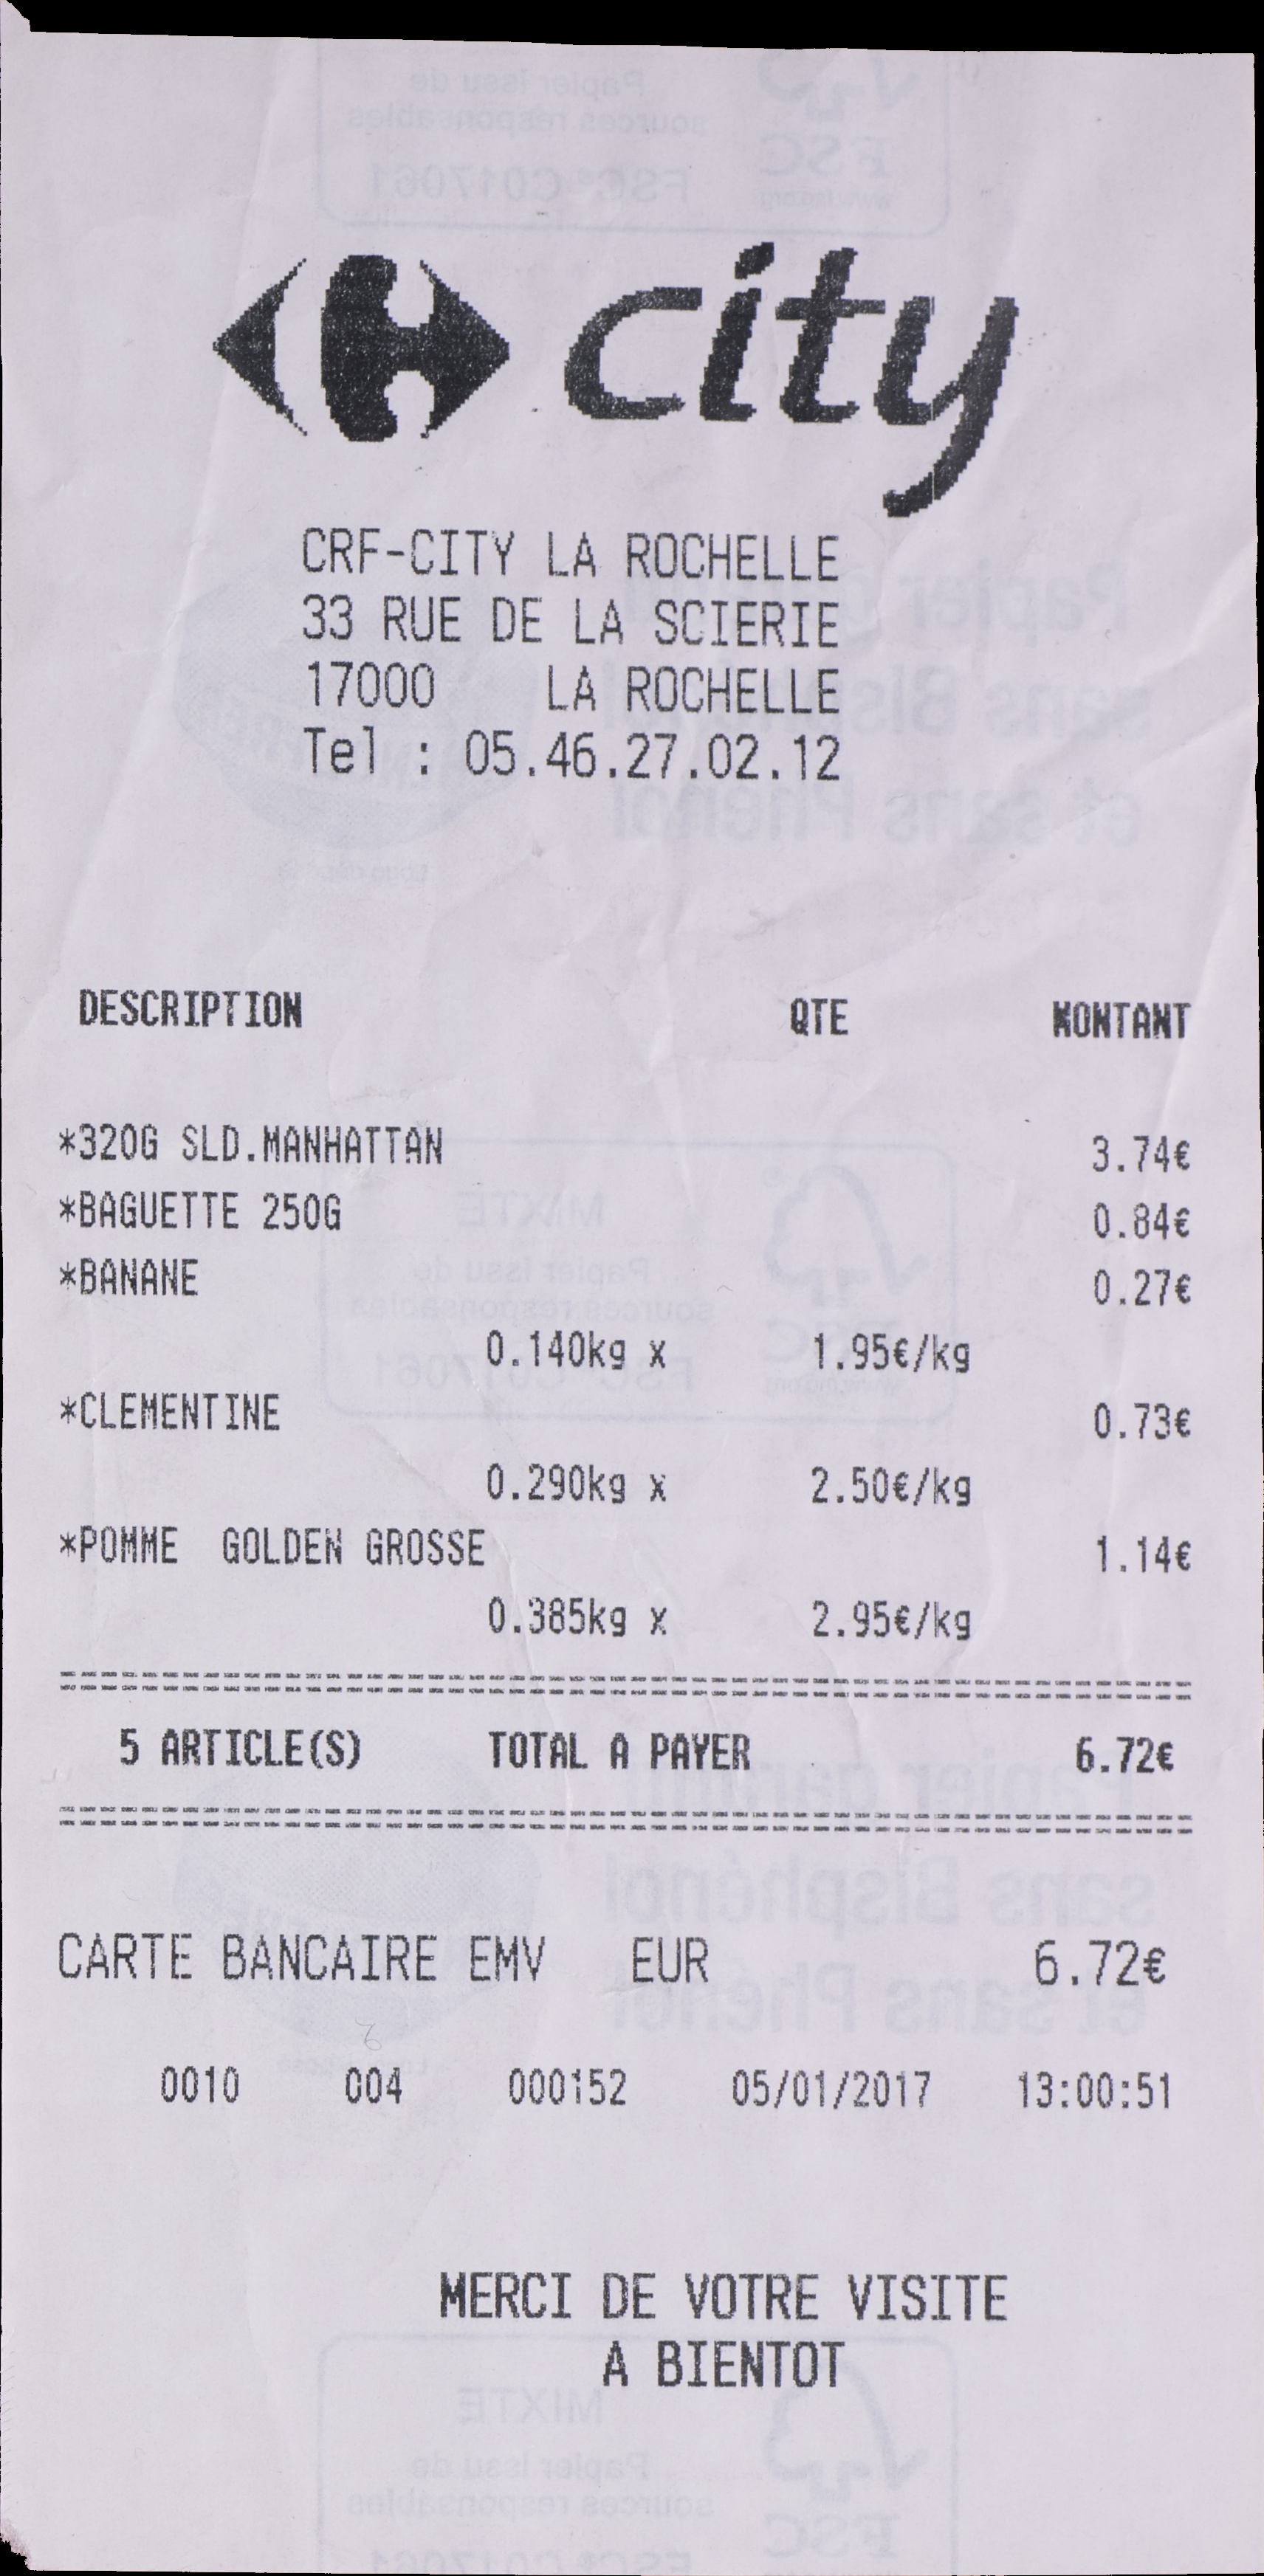 city
CRF-CITY LA ROCHELLE
33 RUE DE LA SCIERIE
17000 LA ROCHELLE
Tel : 05.46.27.02.12
DESCRIPTION QTE MONTANT
*320G SLD.MANHATTAN 3.74€
*BAGUETTE 250G 0.84€
*BANANE 0.27€
0.140kg x 1.95€/kg
*CLEMENTINE 0.73€
0.290kg x 2.50€/kg
*POMME GOLDEN GROSSE 1.14€
0.385kg x 2.95€/kg
5 ARTICLE(S) TOTAL A PAYER 6.72€
CARTE BANCAIRE EMV EUR 6.72€
0010 004 000152 05/01/2017 13:00:51
MERCI DE VOTRE VISITE
A BIENTOT